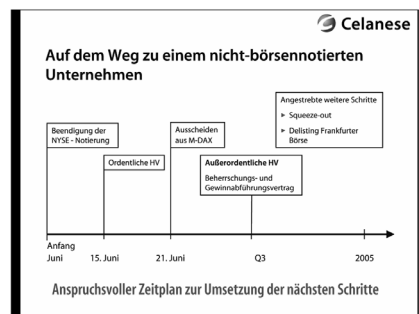 Celanese
Auf dem Weg zu einem nicht-börsennotierten
Unternehmen
Angestrebte weitere Schritte
Squeeze-out
Delisting Frankfurter
Börse
Beendigung der
NYSE - Notierung
Ausscheiden
aus M-DAX
Ordentliche HV
Außerordentliche HV
Beherrschungs- und
Gewinnabführungsvertrag
Anfang
Juni
15. Juni
21. Juni
Q3
2005
Anspruchsvoller Zeitplan zur Umsetzung der nächsten Schritte